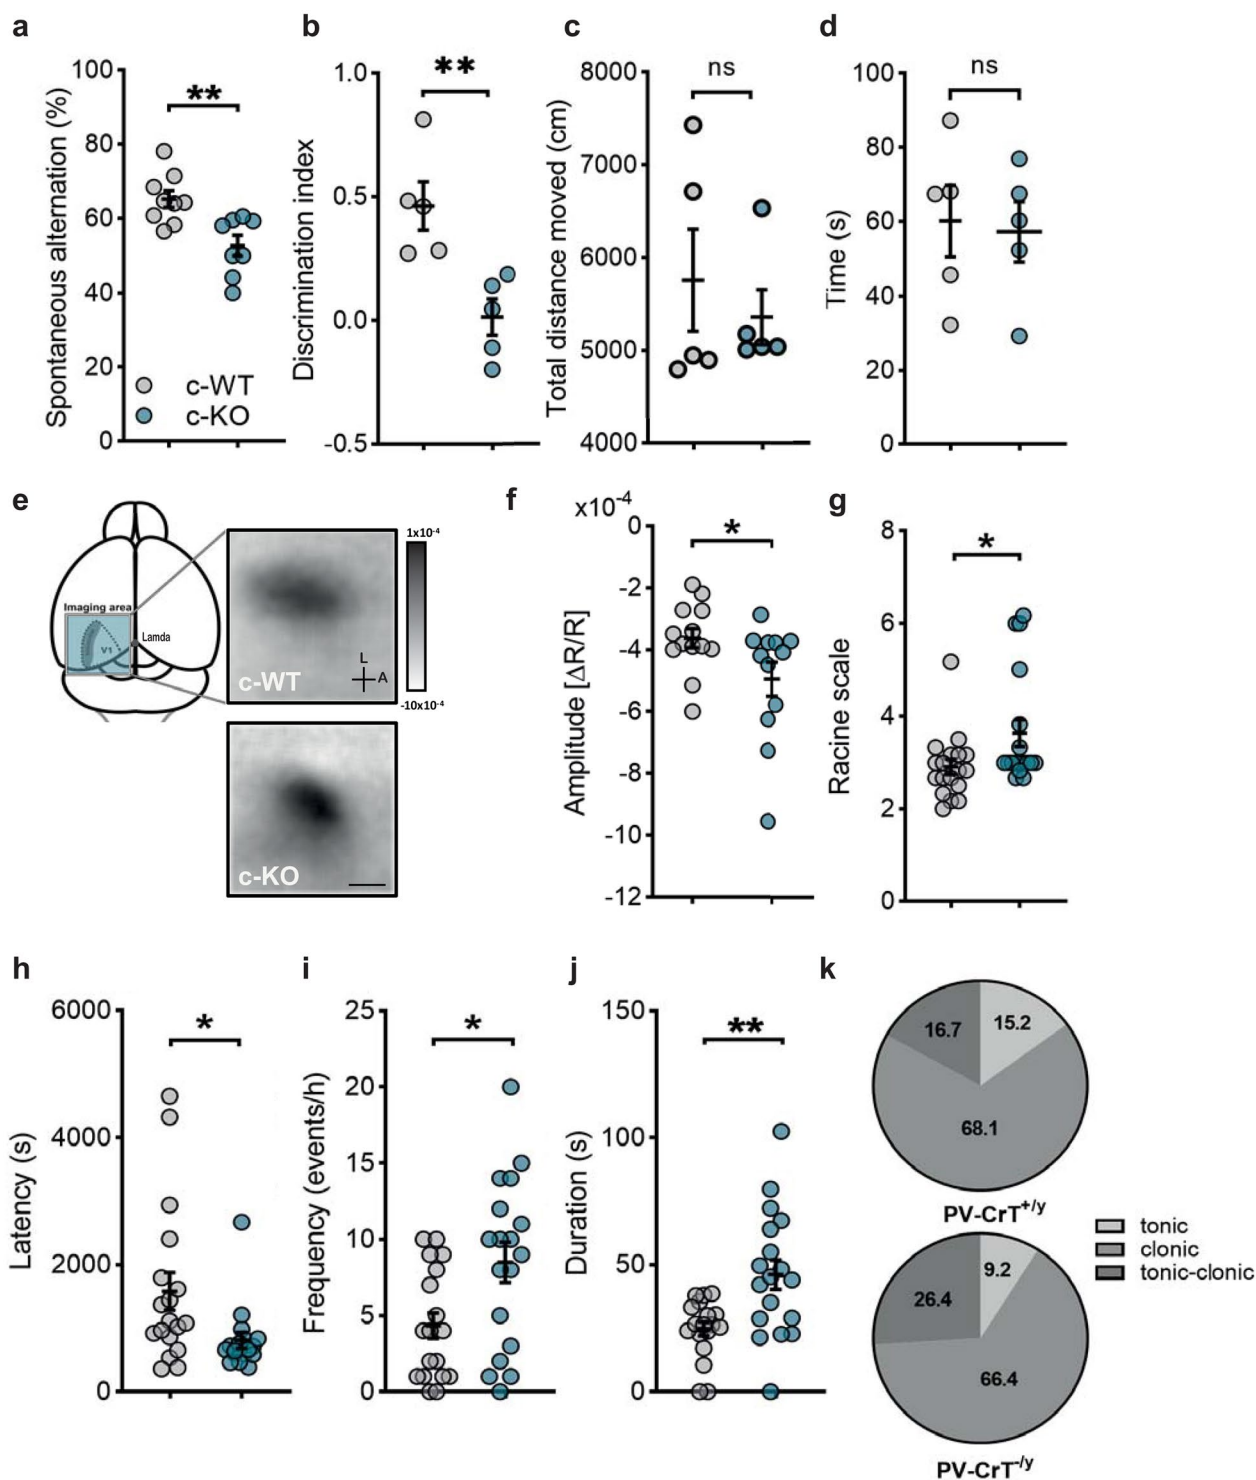 a
Spontaneous alternation (%)
100
80
60
40
20
0
**
c-WT
c-KO
b
Discrimination index
1.0
0.5
0.0
-0.5
**
c
Total distance moved (cm)
8000
7000
6000
5000
4000
ns
d
Time (s)
100
80
60
40
20
0
ns
e
Imaging area
V1
Lamda
c-WT
L
A
1x10-4
-10x10-4
c-KO
f
x10-4
Amplitude [ΔR/R]
0
-2
-4
-6
-8
-10
-12
*
g
Racine scale
8
6
4
2
0
*
h
Latency (s)
6000
4000
2000
0
*
i
Frequency (events/h)
25
20
15
10
5
0
*
j
Duration (s)
150
100
50
0
**
k
16.7
15.2
68.1
PV-CrT+/y
tonic
clonic
tonic-clonic
9.2
26.4
66.4
PV-CrT-/y